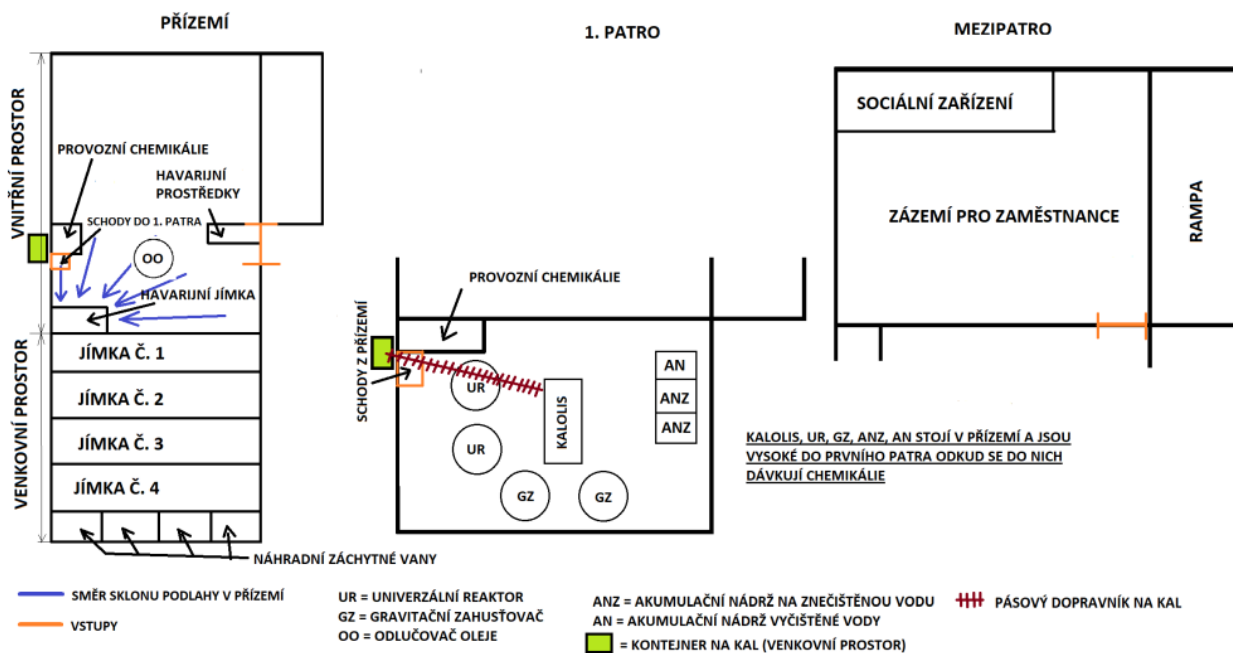 PŘÍZEMÍ
VNITŘNÍ PROSTOR
PROVOZNÍ CHEMIKÁLIE
HAVARIJNÍ
PROSTŘEDKY
SCHODY DO 1. PATRA
OO
HAVARIJNÍ JÍMKA
VENKOVNÍ PROSTOR
JÍMKA Č. 1
JÍMKA Č. 2
JÍMKA Č. 3
JÍMKA Č. 4
NÁHRADNÍ ZÁCHYTNÉ VANY
1. PATRO
PROVOZNÍ CHEMIKÁLIE
SCHODY Z PŘÍZEMÍ
UR
UR
KALOLIS
GZ
GZ
AN
ANZ
ANZ
MEZIPATRO
SOCIÁLNÍ ZAŘÍZENÍ
ZÁZEMÍ PRO ZAMĚSTNANCE
RAMPA
KALOLIS, UR, GZ, ANZ, AN STOJÍ V PŘÍZEMÍ A JSOU
VYSOKÉ DO PRVNÍHO PATRA ODKUD SE DO NICH
DÁVKUJÍ CHEMIKÁLIE
SMĚR SKLONU PODLAHY V PŘÍZEMÍ
VSTUPY
UR = UNIVERZÁLNÍ REAKTOR
GZ = GRAVITAČNÍ ZAHUSŤOVAČ
OO = ODLUČOVAČ OLEJE
ANZ = AKUMULAČNÍ NÁDRŽ NA ZNEČIŠTĚNOU VODU
AN = AKUMULAČNÍ NÁDRŽ VYČIŠTĚNÉ VODY
= KONTEJNER NA KAL (VENKOVNÍ PROSTOR)
PÁSOVÝ DOPRAVNÍK NA KAL